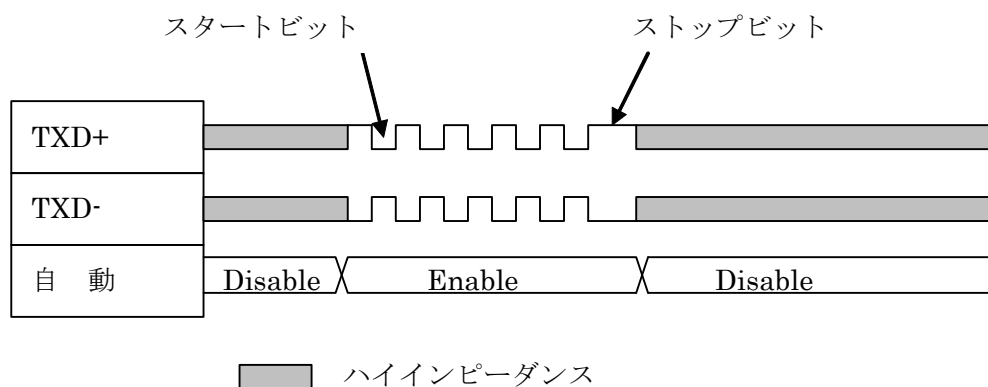 スタートビット ストップビット
TXD+
TXD-
自 動 Disable Enable Disable
ハイインピーダンス